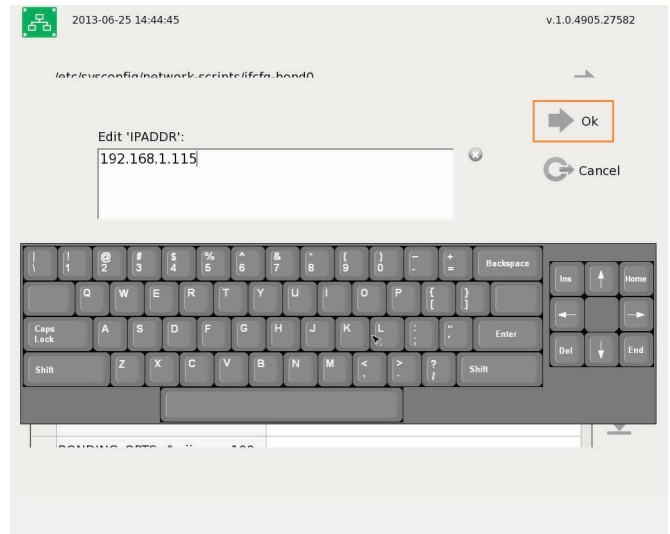 2013-06-25 14:44:45 v.1.0.4905.27582
/etc/sysconfig/network-scripts/ifcfg-bond0
Ok
Edit 'IPADDR':
192.168.1.115
Cancel
| \ ! 1 @ 2 # 3 $ 4 % 5 ^ 6 & 7 * 8 ( 9 ) 0 - + = Backspace
Ins Home
Q W E R T Y U I O P { [ } ]
Caps Lock A S D F G H J K L : ; " ' Enter
Del End
Shift Z X C V B N M < , > . ? / Shift
BONDING_OPTS